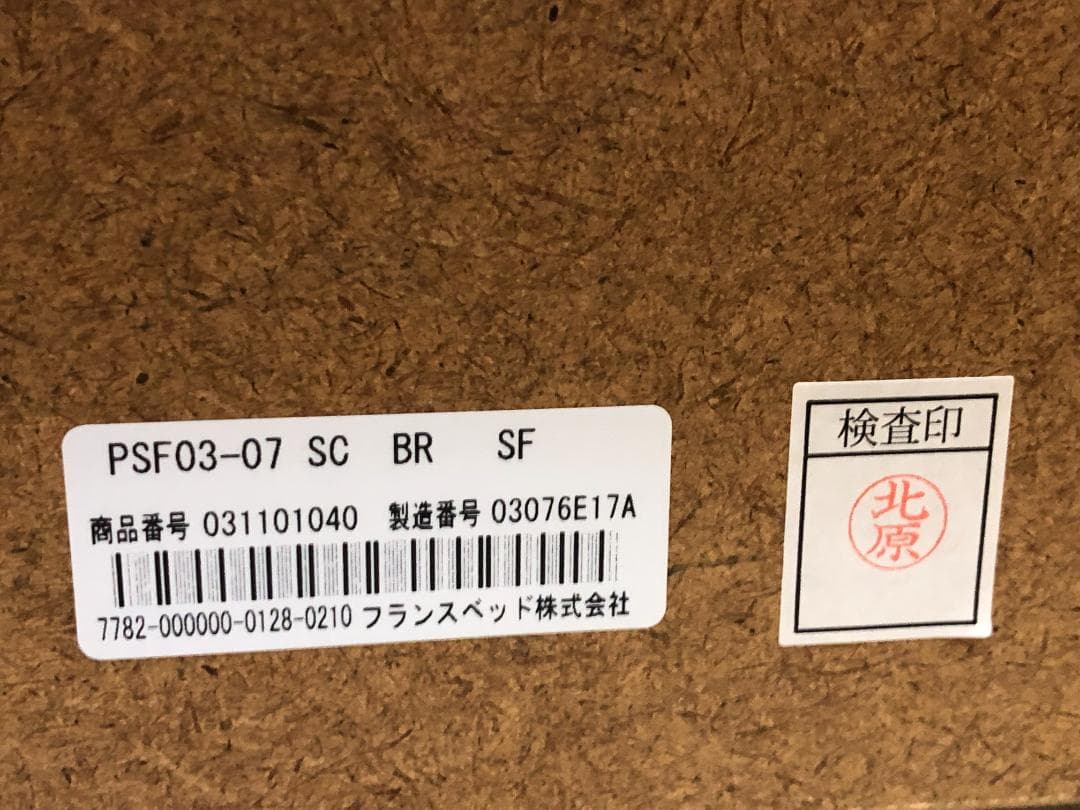 PSF03-07 SC BR SF
商品番号 031101040 製造番号 03076E17A
7782-000000-0128-0210 フランスベッド株式会社
検査印
北
原